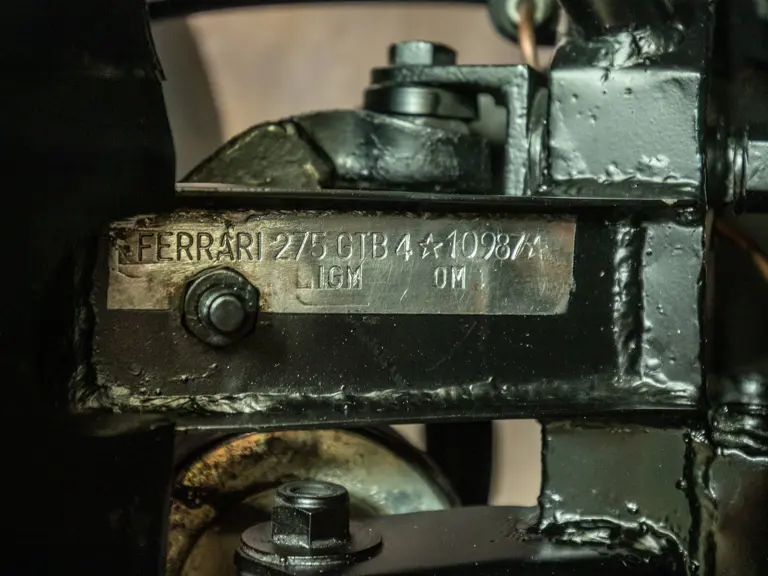 FERRARI 275 GTB 4 ☆ 10987 ☆
IGM OM